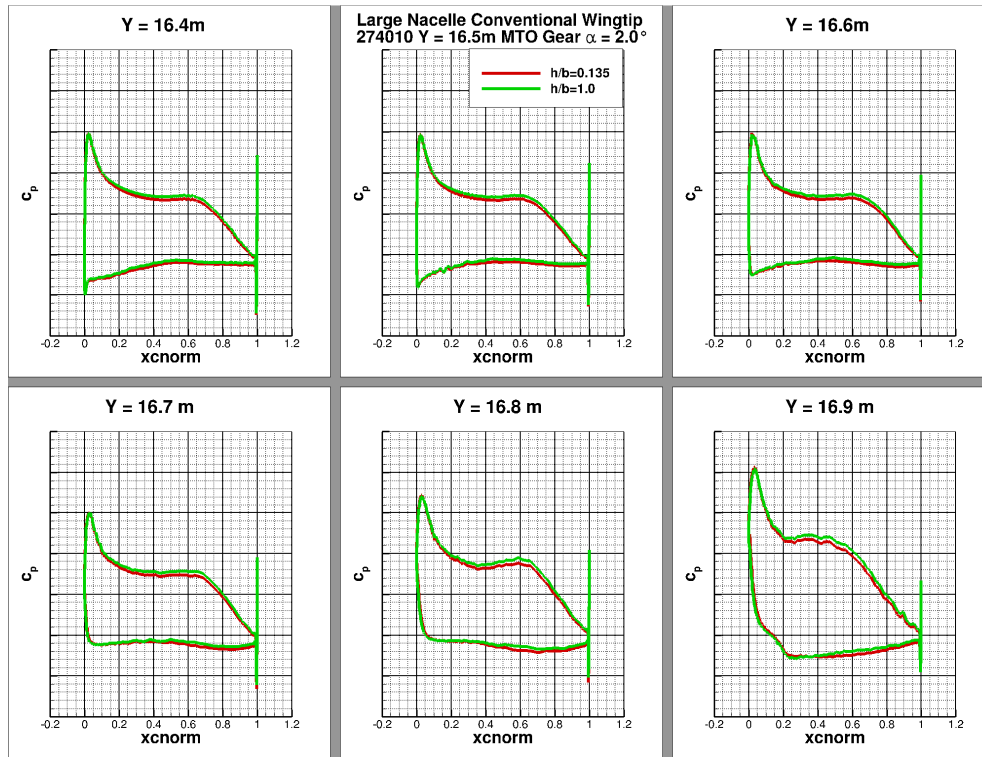 Y = 16.4m
cp
-0.2 0 0.2 0.4 0.6 0.8 1 1.2
xcnorm
Large Nacelle Conventional Wingtip
274010 Y = 16.5m MTO Gear α = 2.0°
h/b=0.135
h/b=1.0
cp
-0.2 0 0.2 0.4 0.6 0.8 1 1.2
xcnorm
Y = 16.6m
cp
-0.2 0 0.2 0.4 0.6 0.8 1 1.2
xcnorm
Y = 16.7 m
cp
-0.2 0 0.2 0.4 0.6 0.8 1 1.2
xcnorm
Y = 16.8 m
cp
-0.2 0 0.2 0.4 0.6 0.8 1 1.2
xcnorm
Y = 16.9 m
cp
-0.2 0 0.2 0.4 0.6 0.8 1 1.2
xcnorm